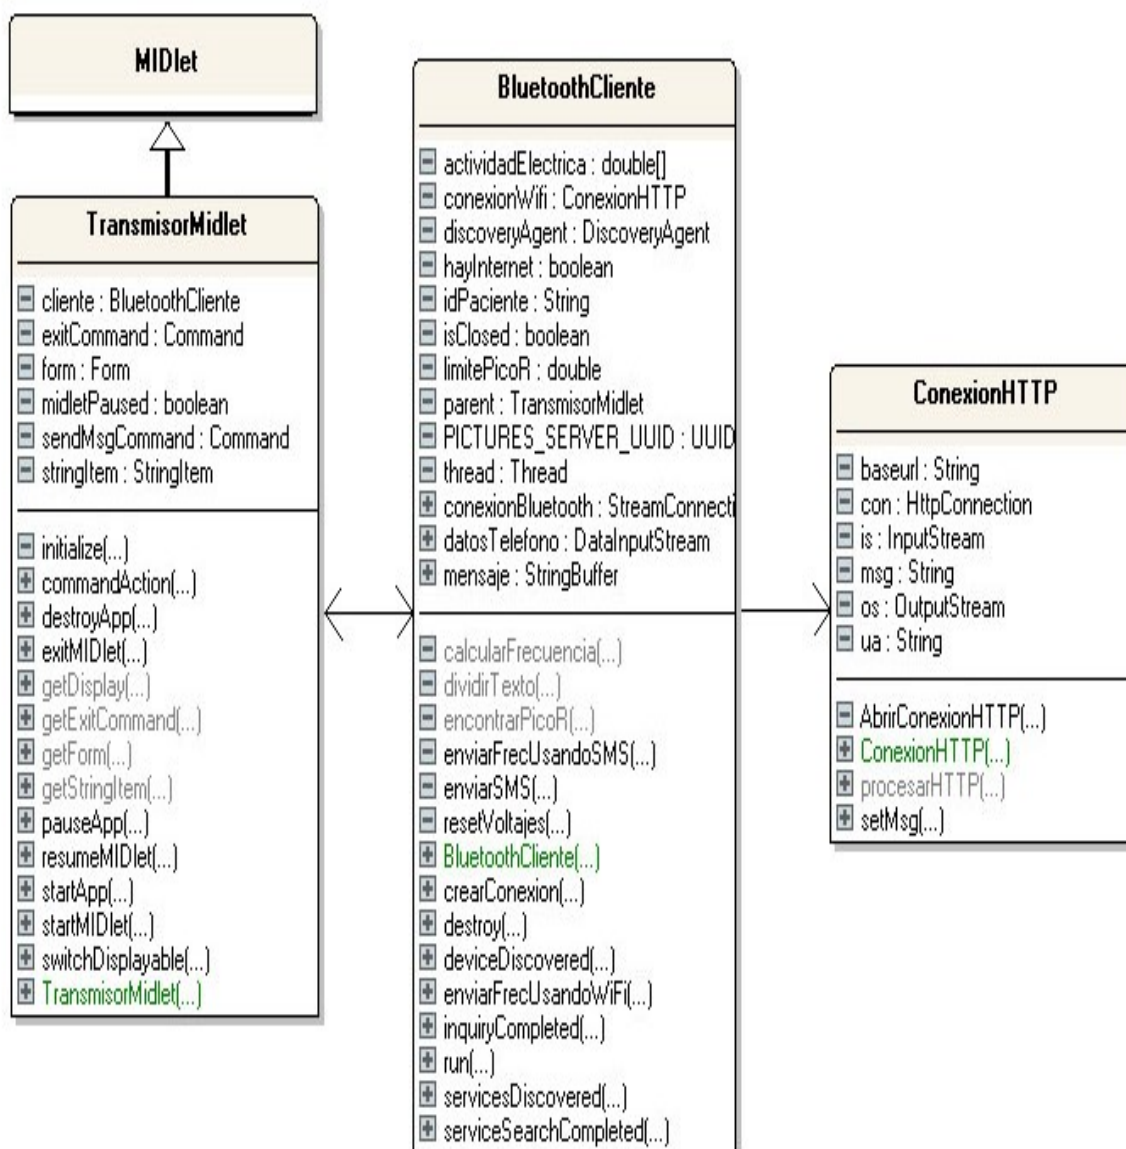 MIDlet
TransmisorMidlet
cliente : BluetoothCliente
exitCommand : Command
form : Form
midletPaused : boolean
sendMsgCommand : Command
stringItem : StringItem
initialize(...)
commandAction(...)
destroyApp(...)
exitMIDlet(...)
getDisplay(...)
getExitCommand(...)
getForm(...)
getStringItem(...)
pauseApp(...)
resumeMIDlet(...)
startApp(...)
startMIDlet(...)
switchDisplayable(...)
TransmisorMidlet(...)
BluetoothCliente
actividadElectrica : double[]
conexionWifi : ConexionHTTP
discoveryAgent : DiscoveryAgent
hayInternet : boolean
idPaciente : String
isClosed : boolean
limitePicoR : double
parent : TransmisorMidlet
PICTURES_SERVER_UUID : UUID
thread : Thread
conexionBluetooth : StreamConnecti
datosTelefono : DataInputStream
mensaje : StringBuffer
calcularFrecuencia(...)
dividirTexto(...)
encontrarPicoR(...)
enviarFrecUsandoSMS(...)
enviarSMS(...)
resetVoltajes(...)
BluetoothCliente(...)
crearConexion(...)
destroy(...)
deviceDiscovered(...)
enviarFrecUsandoWiFi(...)
inquiryCompleted(...)
run(...)
servicesDiscovered(...)
serviceSearchCompleted(...)
ConexionHTTP
baseurl : String
con : HttpConnection
is : InputStream
msg : String
os : OutputStream
ua : String
AbrirConexionHTTP(...)
ConexionHTTP(...)
procesarHTTP(...)
setMsg(...)